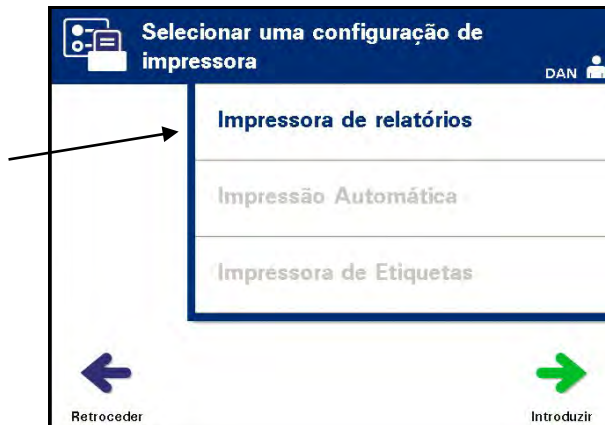 Selecionar uma configuração de
impressora
DAN
Impressora de relatórios
Impressão Automática
Impressora de Etiquetas
Retroceder
Introduzir